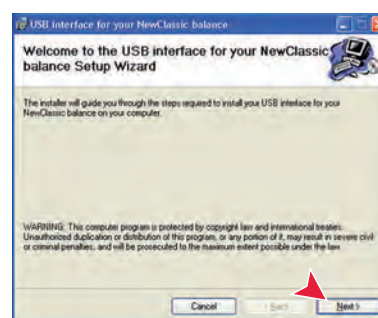 USB interface for your NewClassic balance
Welcome to the USB interface for your NewClassic
balance Setup Wizard
The installer will guide you through the steps required to install your USB interface for your
NewClassic balance on your computer.
WARNING: This computer program is protected by copyright law and international treaties.
Unauthorized duplication or distribution of this program, or any portion of it, may result in severe civil
or criminal penalties, and will be prosecuted to the maximum extent possible under the law.
Cancel
< Back
Next >